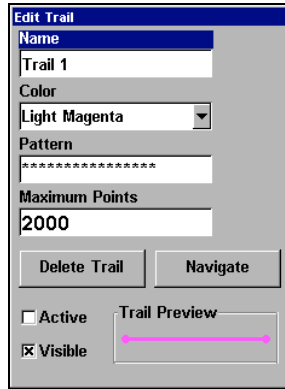 Edit Trail
Name
Trail 1
Color
Light Magenta
Pattern
****************
Maximum Points
2000
Delete Trail Navigate
Active
Trail Preview
Visible